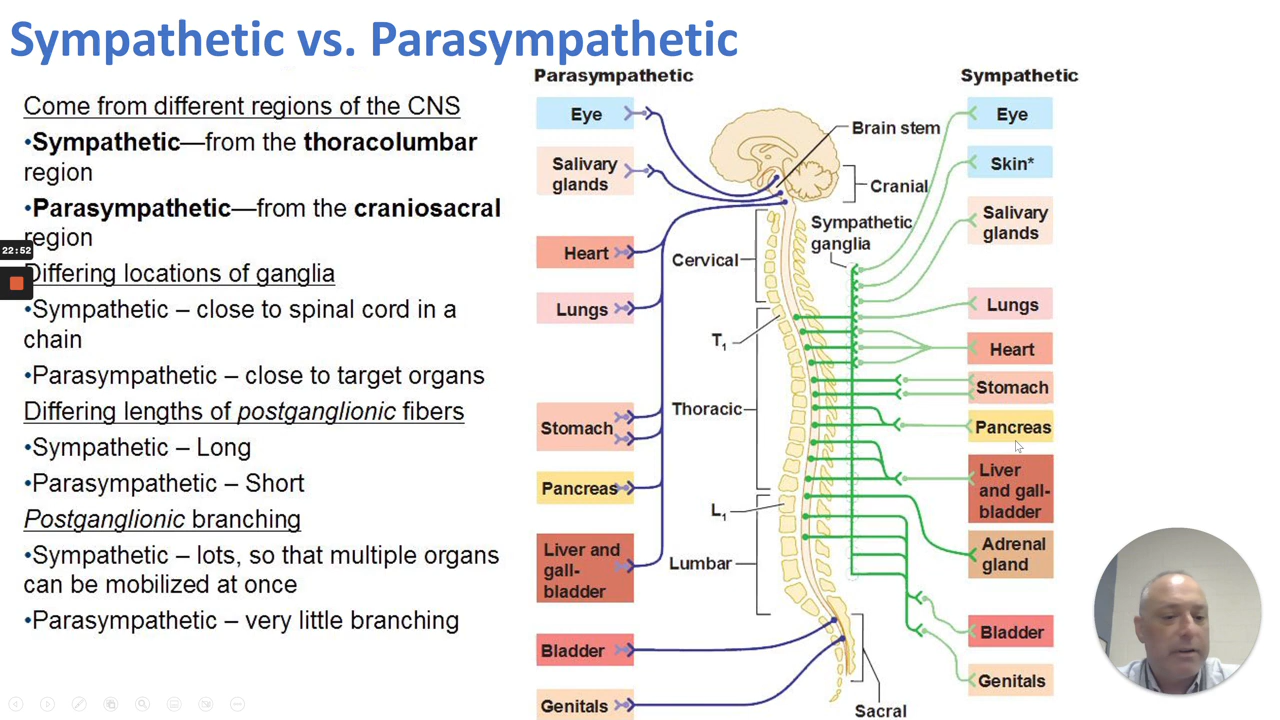 Sympathetic vs. Parasympathetic
Come from different regions of the CNS
•Sympathetic—from the thoracolumbar
region
•Parasympathetic—from the craniosacral
region
Differing locations of ganglia
•Sympathetic – close to spinal cord in a
chain
•Parasympathetic – close to target organs
Differing lengths of postganglionic fibers
•Sympathetic – Long
•Parasympathetic – Short
Postganglionic branching
•Sympathetic – lots, so that multiple organs
can be mobilized at once
•Parasympathetic – very little branching
22:52
Parasympathetic
Eye
Salivary
glands
Heart
Lungs
Stomach
Pancreas
Liver and
gall-
bladder
Bladder
Genitals
Brain stem
Cranial
Sympathetic
ganglia
Cervical
T1
Thoracic
L1
Lumbar
Sacral
Sympathetic
Eye
Skin*
Salivary
glands
Lungs
Heart
Stomach
Pancreas
Liver
and gall-
bladder
Adrenal
gland
Bladder
Genitals